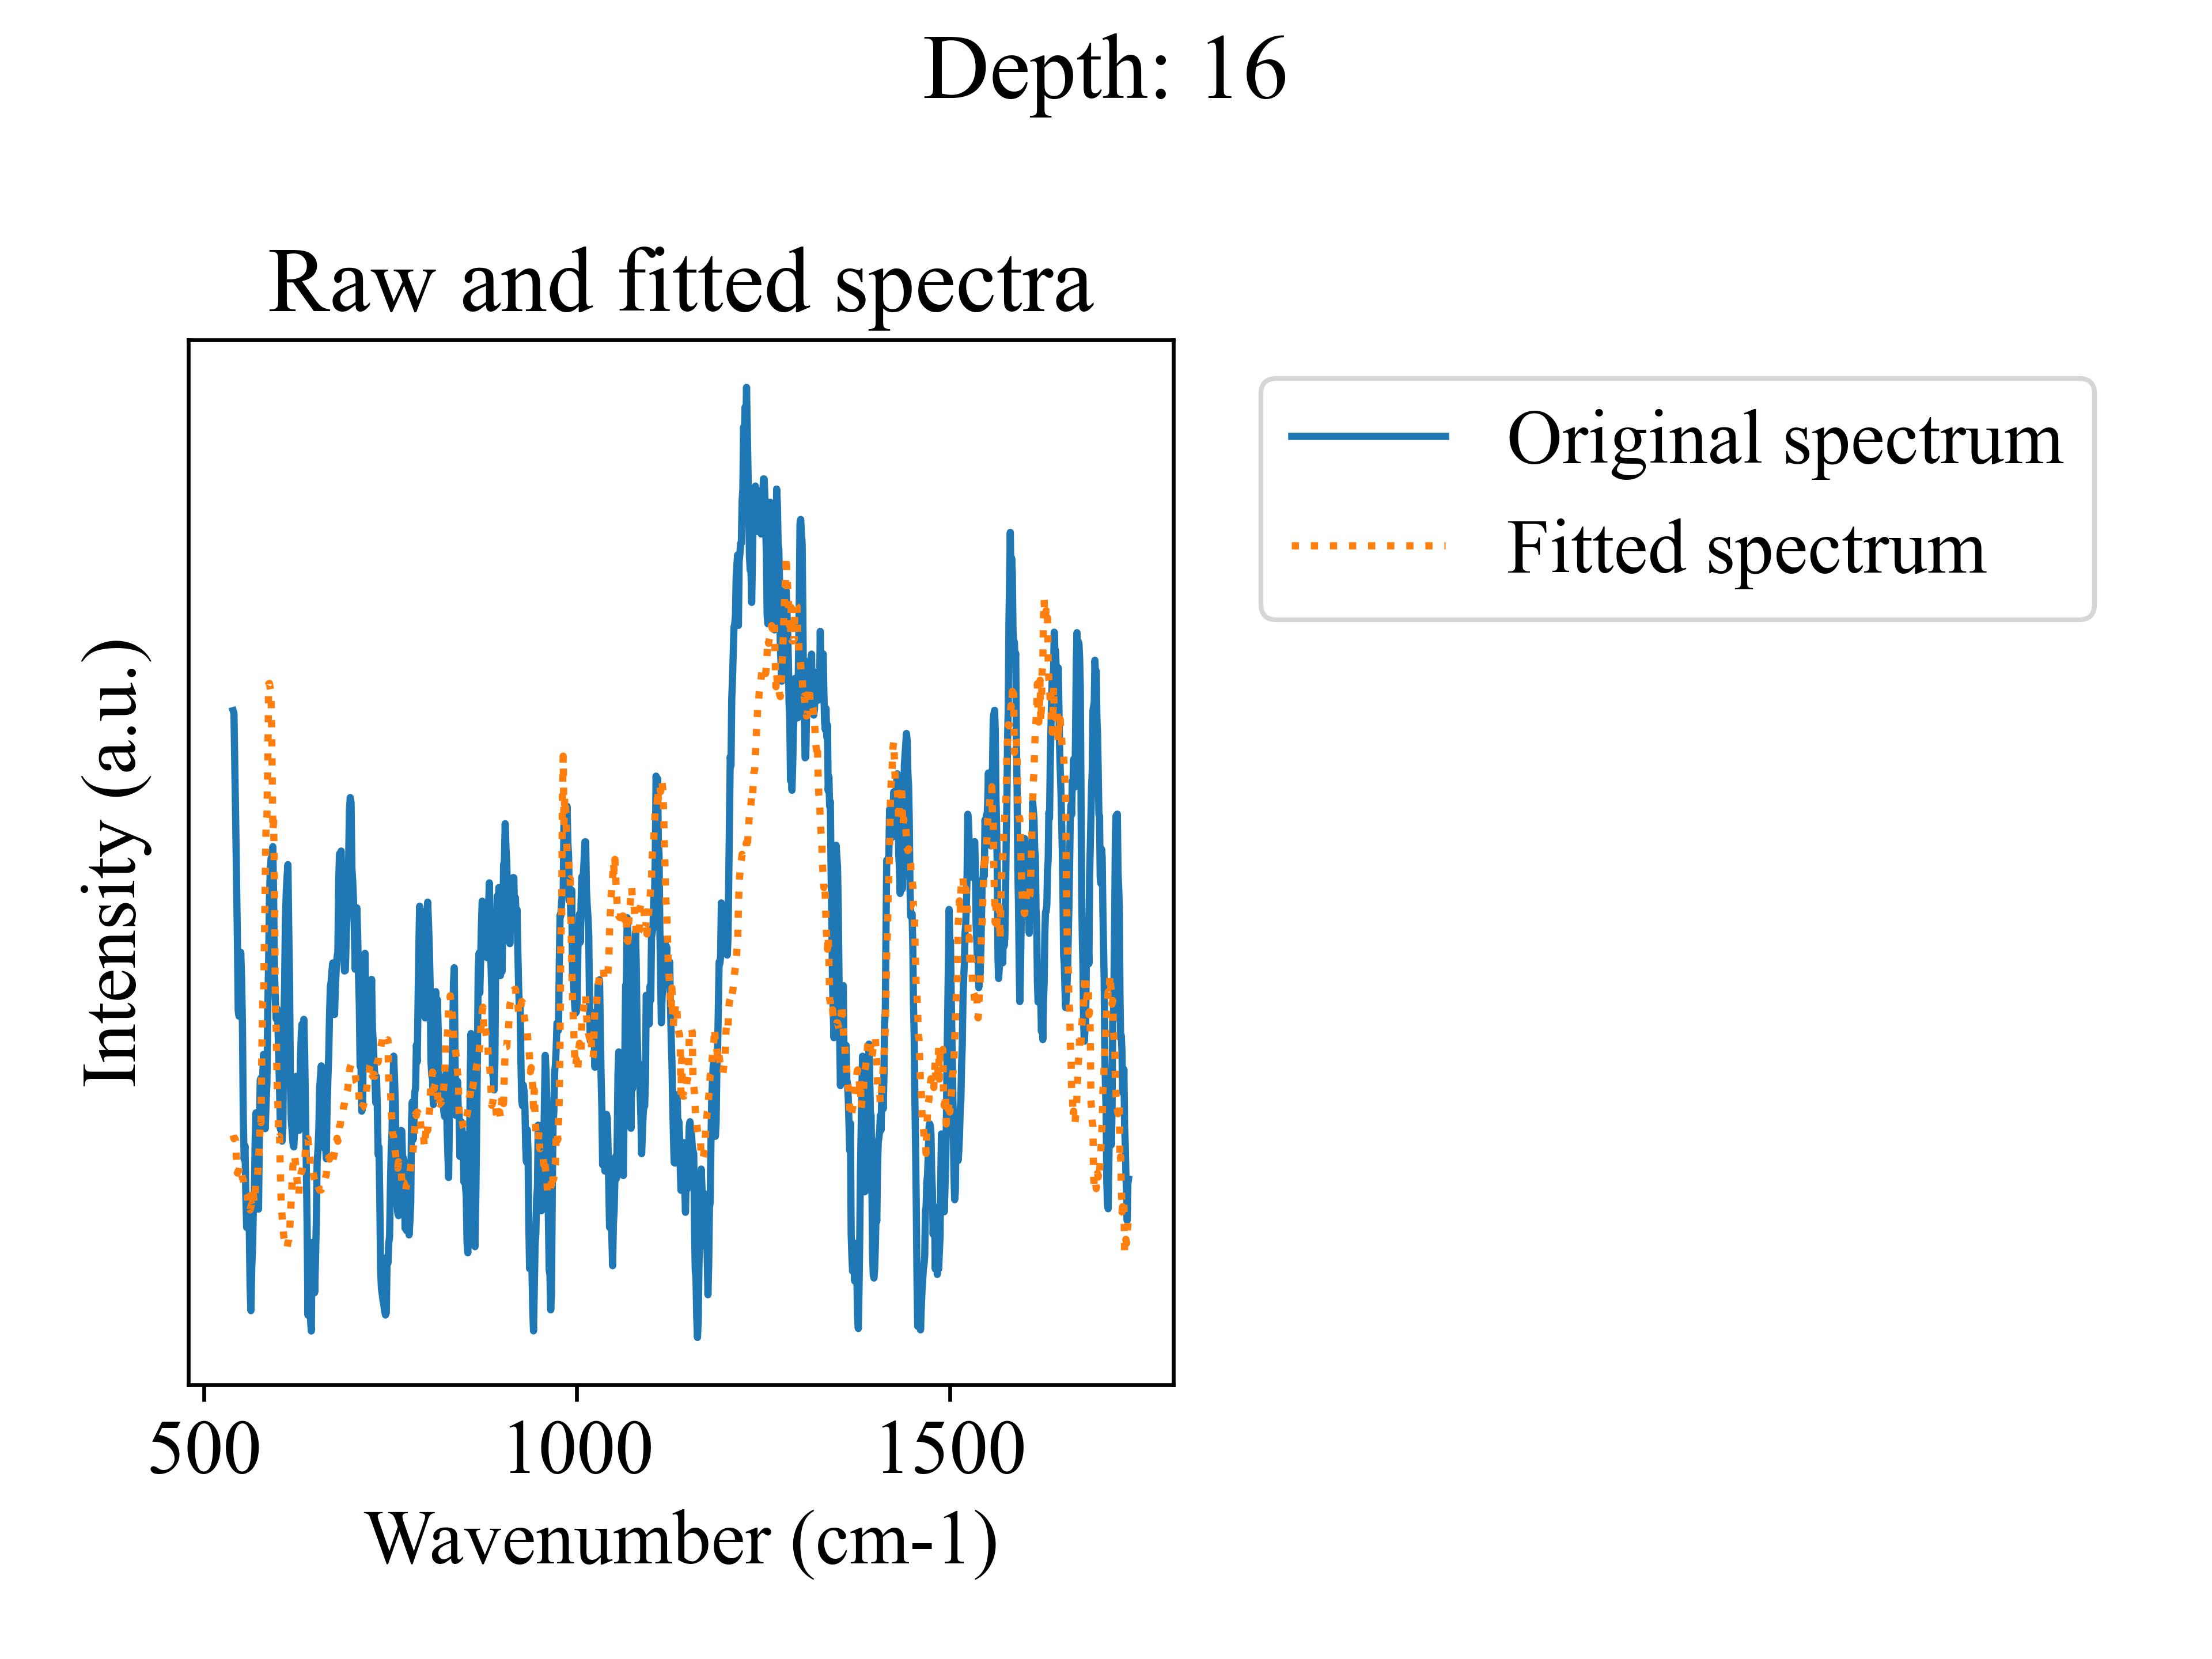 Depth: 16
Raw and fitted spectra
Original spectrum
Fitted spectrum
Intensity (a.u.)
500 1000 1500
Wavenumber (cm-1)